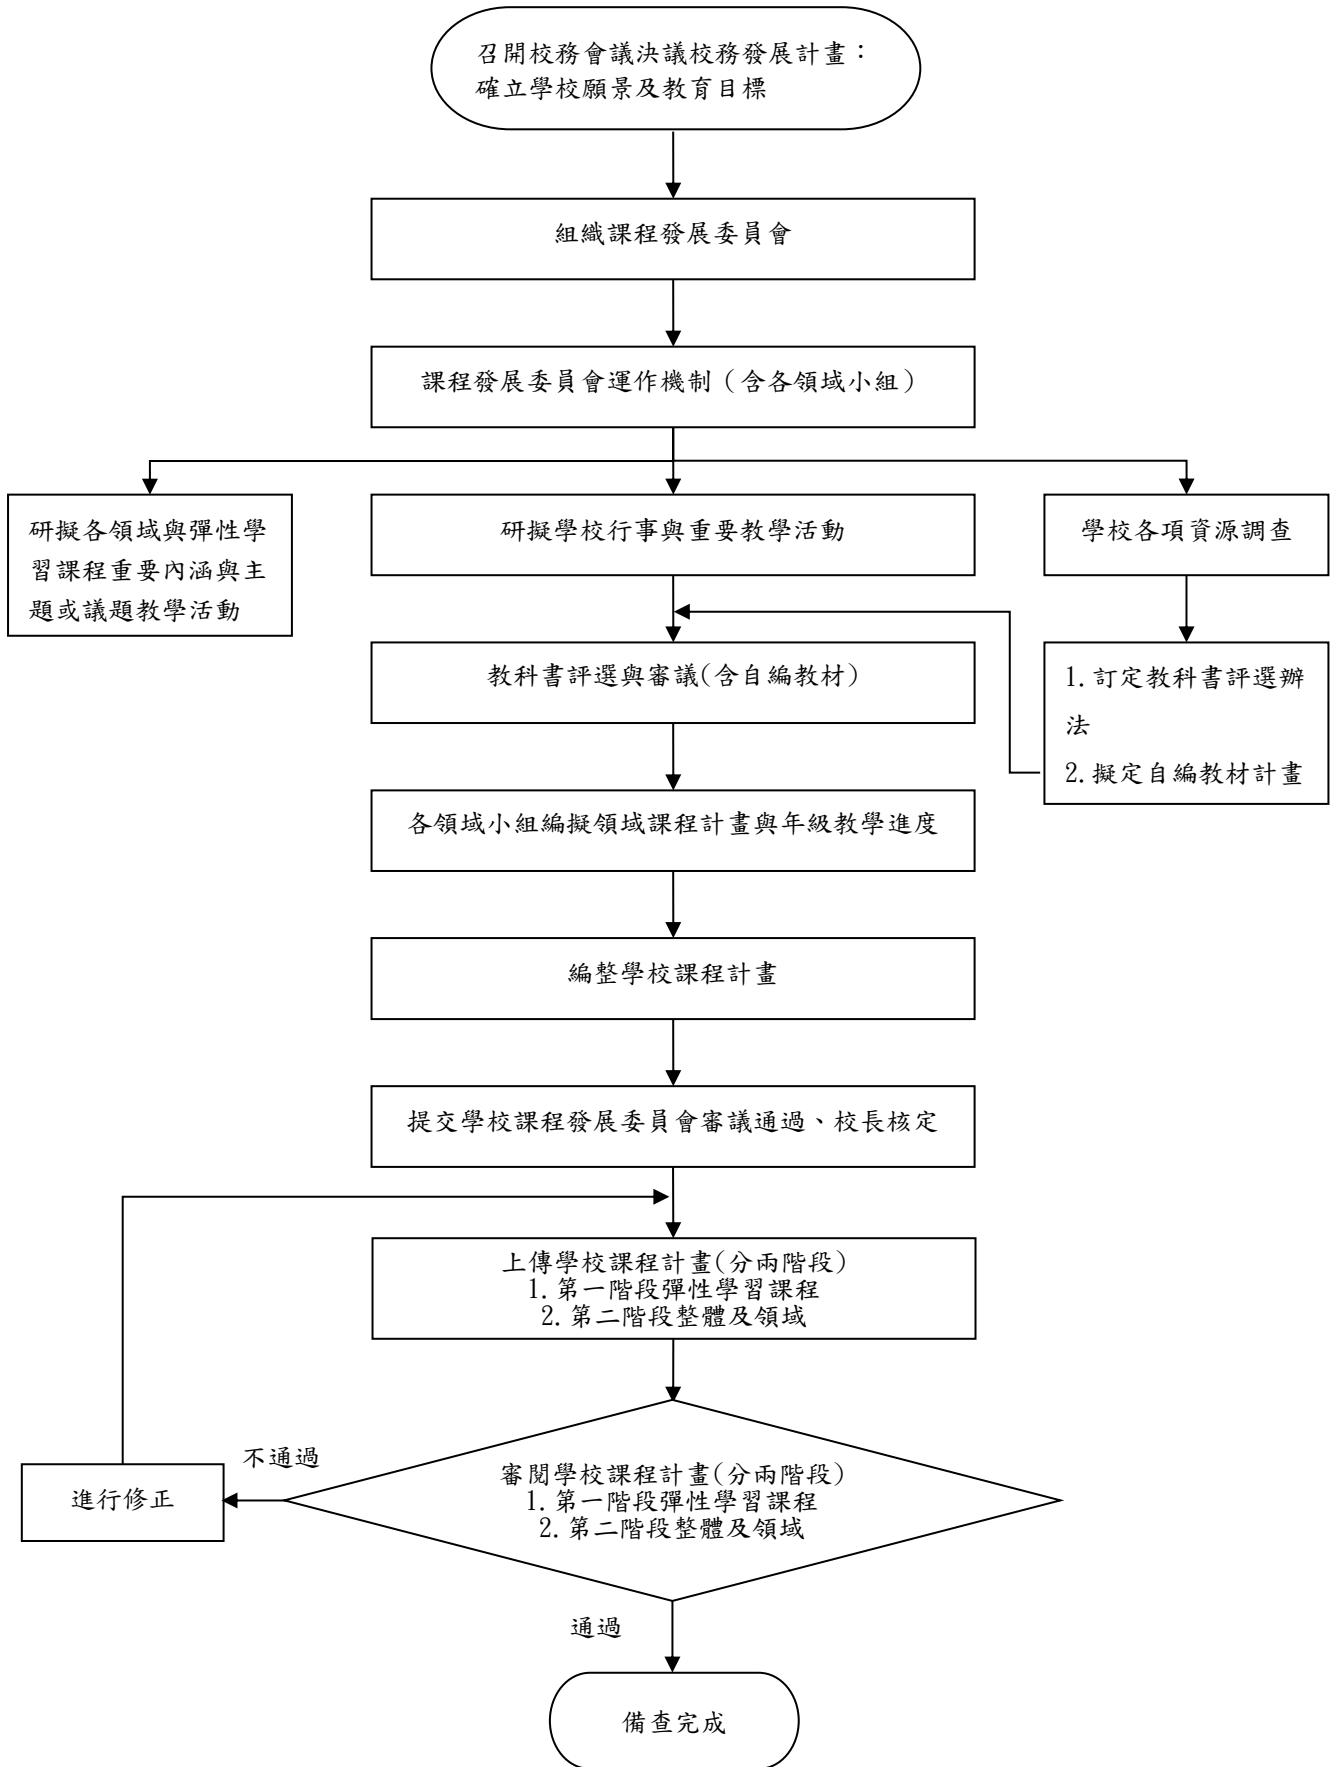 召開校務會議決議校務發展計畫：
確立學校願景及教育目標
組織課程發展委員會
課程發展委員會運作機制（含各領域小組）
研擬各領域與彈性學
習課程重要內涵與主
題或議題教學活動
研擬學校行事與重要教學活動
學校各項資源調查
教科書評選與審議(含自編教材)
1.訂定教科書評選辦
法
2.擬定自編教材計畫
各領域小組編擬領域課程計畫與年級教學進度
編整學校課程計畫
提交學校課程發展委員會審議通過、校長核定
上傳學校課程計畫(分兩階段)
1.第一階段彈性學習課程
2.第二階段整體及領域
不通過
進行修正
審閱學校課程計畫(分兩階段)
1.第一階段彈性學習課程
2.第二階段整體及領域
通過
備查完成